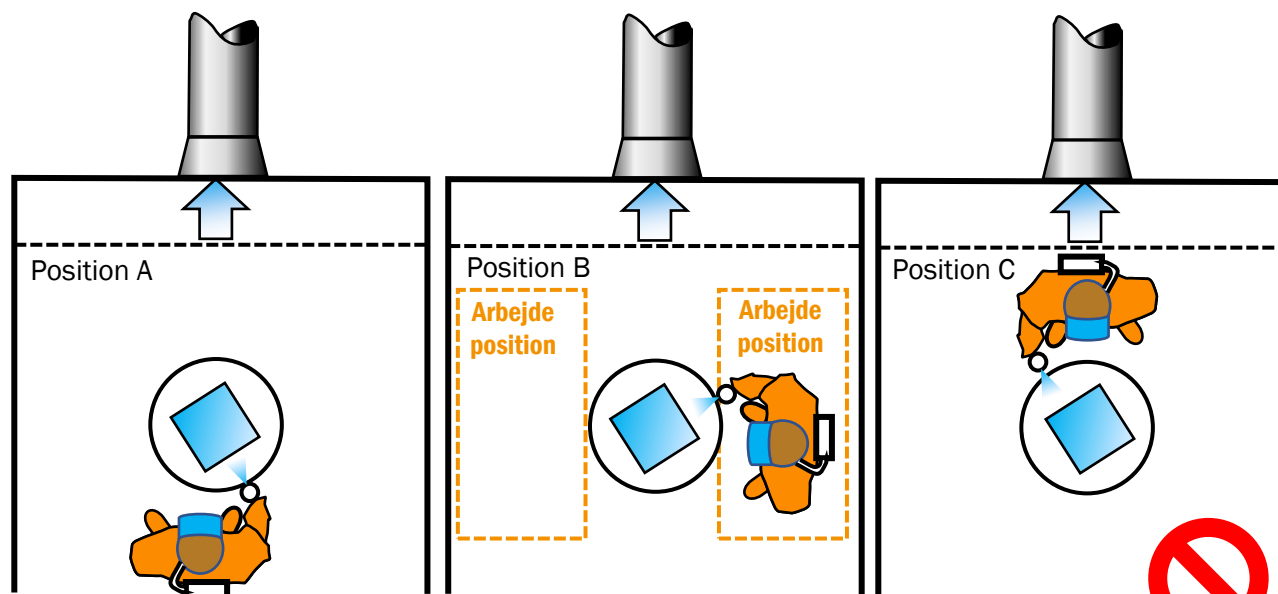 Position A
Position B
Arbejde
position
Arbejde
position
Position C